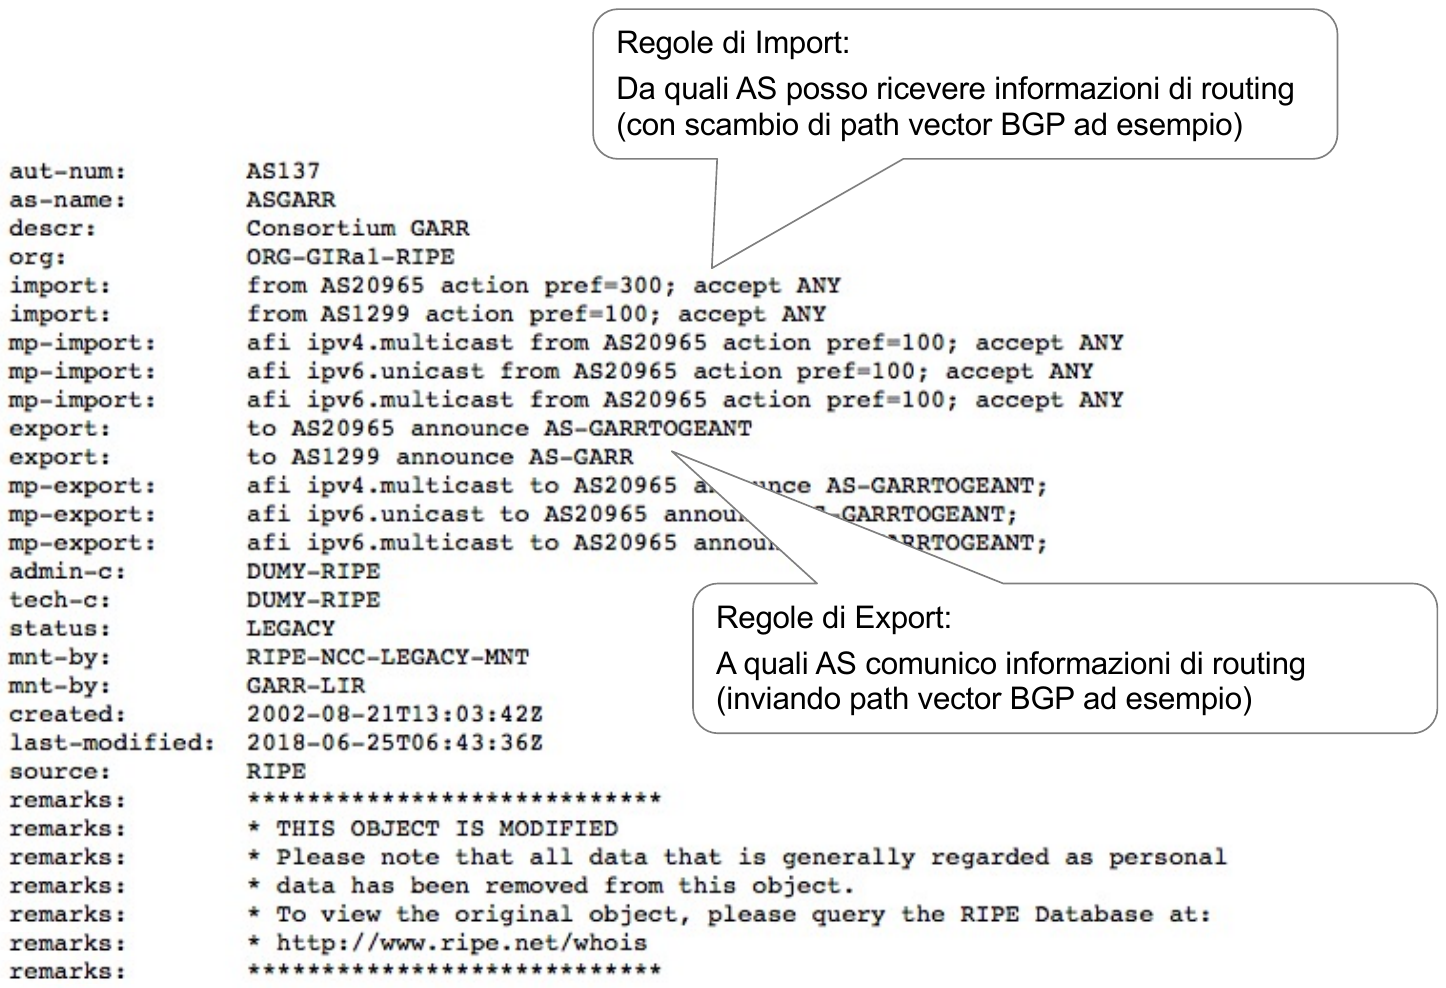 Regole di Import:
Da quali AS posso ricevere informazioni di routing
(con scambio di path vector BGP ad esempio)
aut-num: AS137
as-name: ASGARR
descr: Consortium GARR
org: ORG-GIRa1-RIPE
import: from AS20965 action pref=300; accept ANY
import: from AS1299 action pref=100; accept ANY
mp-import: afi ipv4.multicast from AS20965 action pref=100; accept ANY
mp-import: afi ipv6.unicast from AS20965 action pref=100; accept ANY
mp-import: afi ipv6.multicast from AS20965 action pref=100; accept ANY
export: to AS20965 announce AS-GARRTOGEANT
export: to AS1299 announce AS-GARR
mp-export: afi ipv4.multicast to AS20965 AS-GARRTOGEANT;
mp-export: afi ipv6.unicast to AS20965
mp-export: afi ipv6.multicast to AS20965
admin-c: DUMY-RIPE
tech-c: DUMY-RIPE
status: LEGACY
mnt-by: RIPE-NCC-LEGACY-MNT
mnt-by: GARR-LIR
created: 2002-08-21T13:03:42Z
last-modified: 2018-06-25T06:43:36Z
source: RIPE
remarks: ****************************
remarks: * THIS OBJECT IS MODIFIED
remarks: * Please note that all data that is generally regarded as personal
remarks: * data has been removed from this object.
remarks: * To view the original object, please query the RIPE Database at:
remarks: * http://www.ripe.net/whois
remarks: ****************************
Regole di Export:
A quali AS comunico informazioni di routing
(inviando path vector BGP ad esempio)